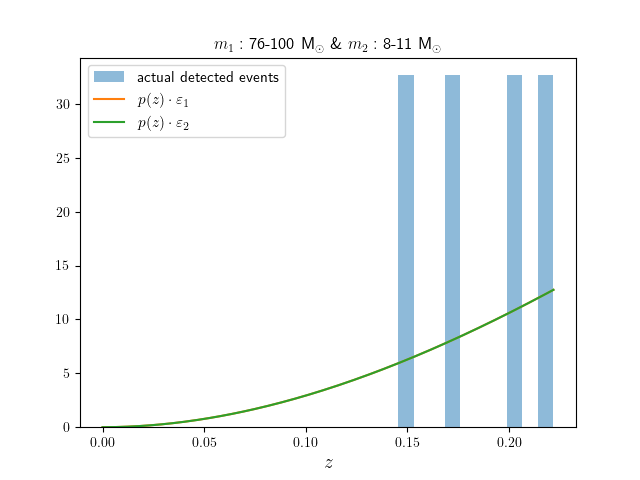 m₁ : 76-100 M⊙ & m₂ : 8-11 M⊙
actual detected events
p(z) · ε₁
p(z) · ε₂
30
25
20
15
10
5
0
0.00 0.05 0.10 0.15 0.20
z